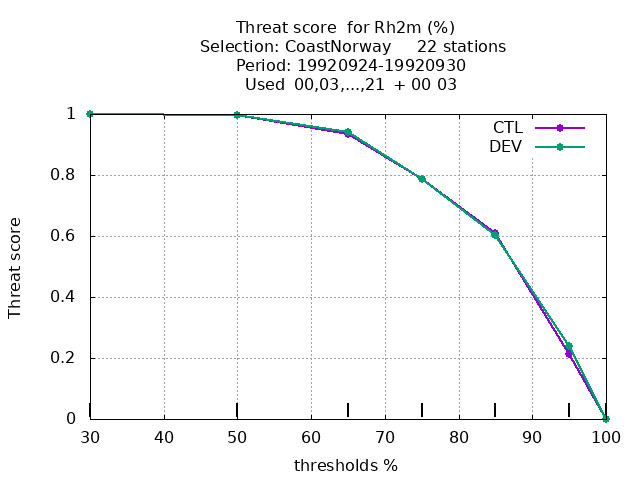 Threat score  for Rh2m (%)
Selection: CoastNorway     22 stations
Period: 19920924-19920930
Used  00,03,...,21  + 00 03
CTL
DEV
Threat score
1
0.8
0.6
0.4
0.2
0
30 40 50 60 70 80 90 100
thresholds %